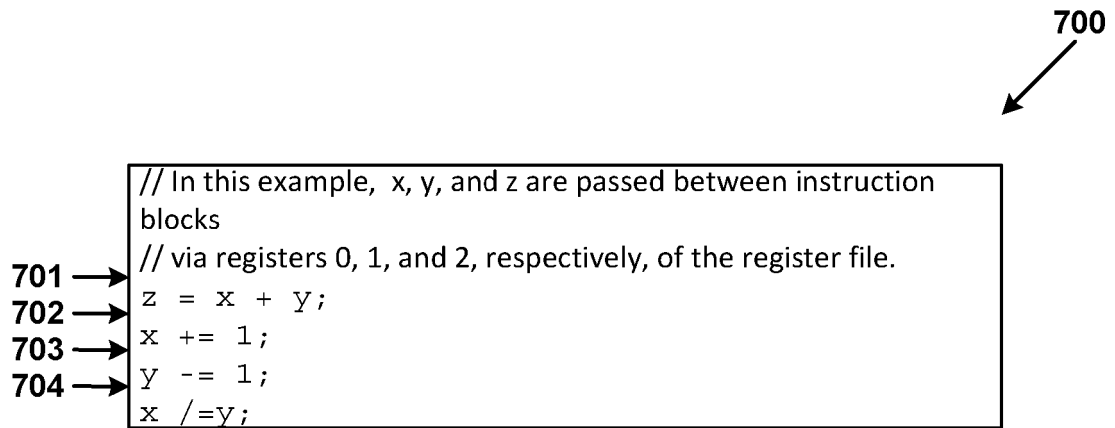 700
// In this example,  x, y, and z are passed between instruction
blocks
// via registers 0, 1, and 2, respectively, of the register file.
701
z = x + y;
702
x += 1;
703
y -= 1;
704
x /=y;